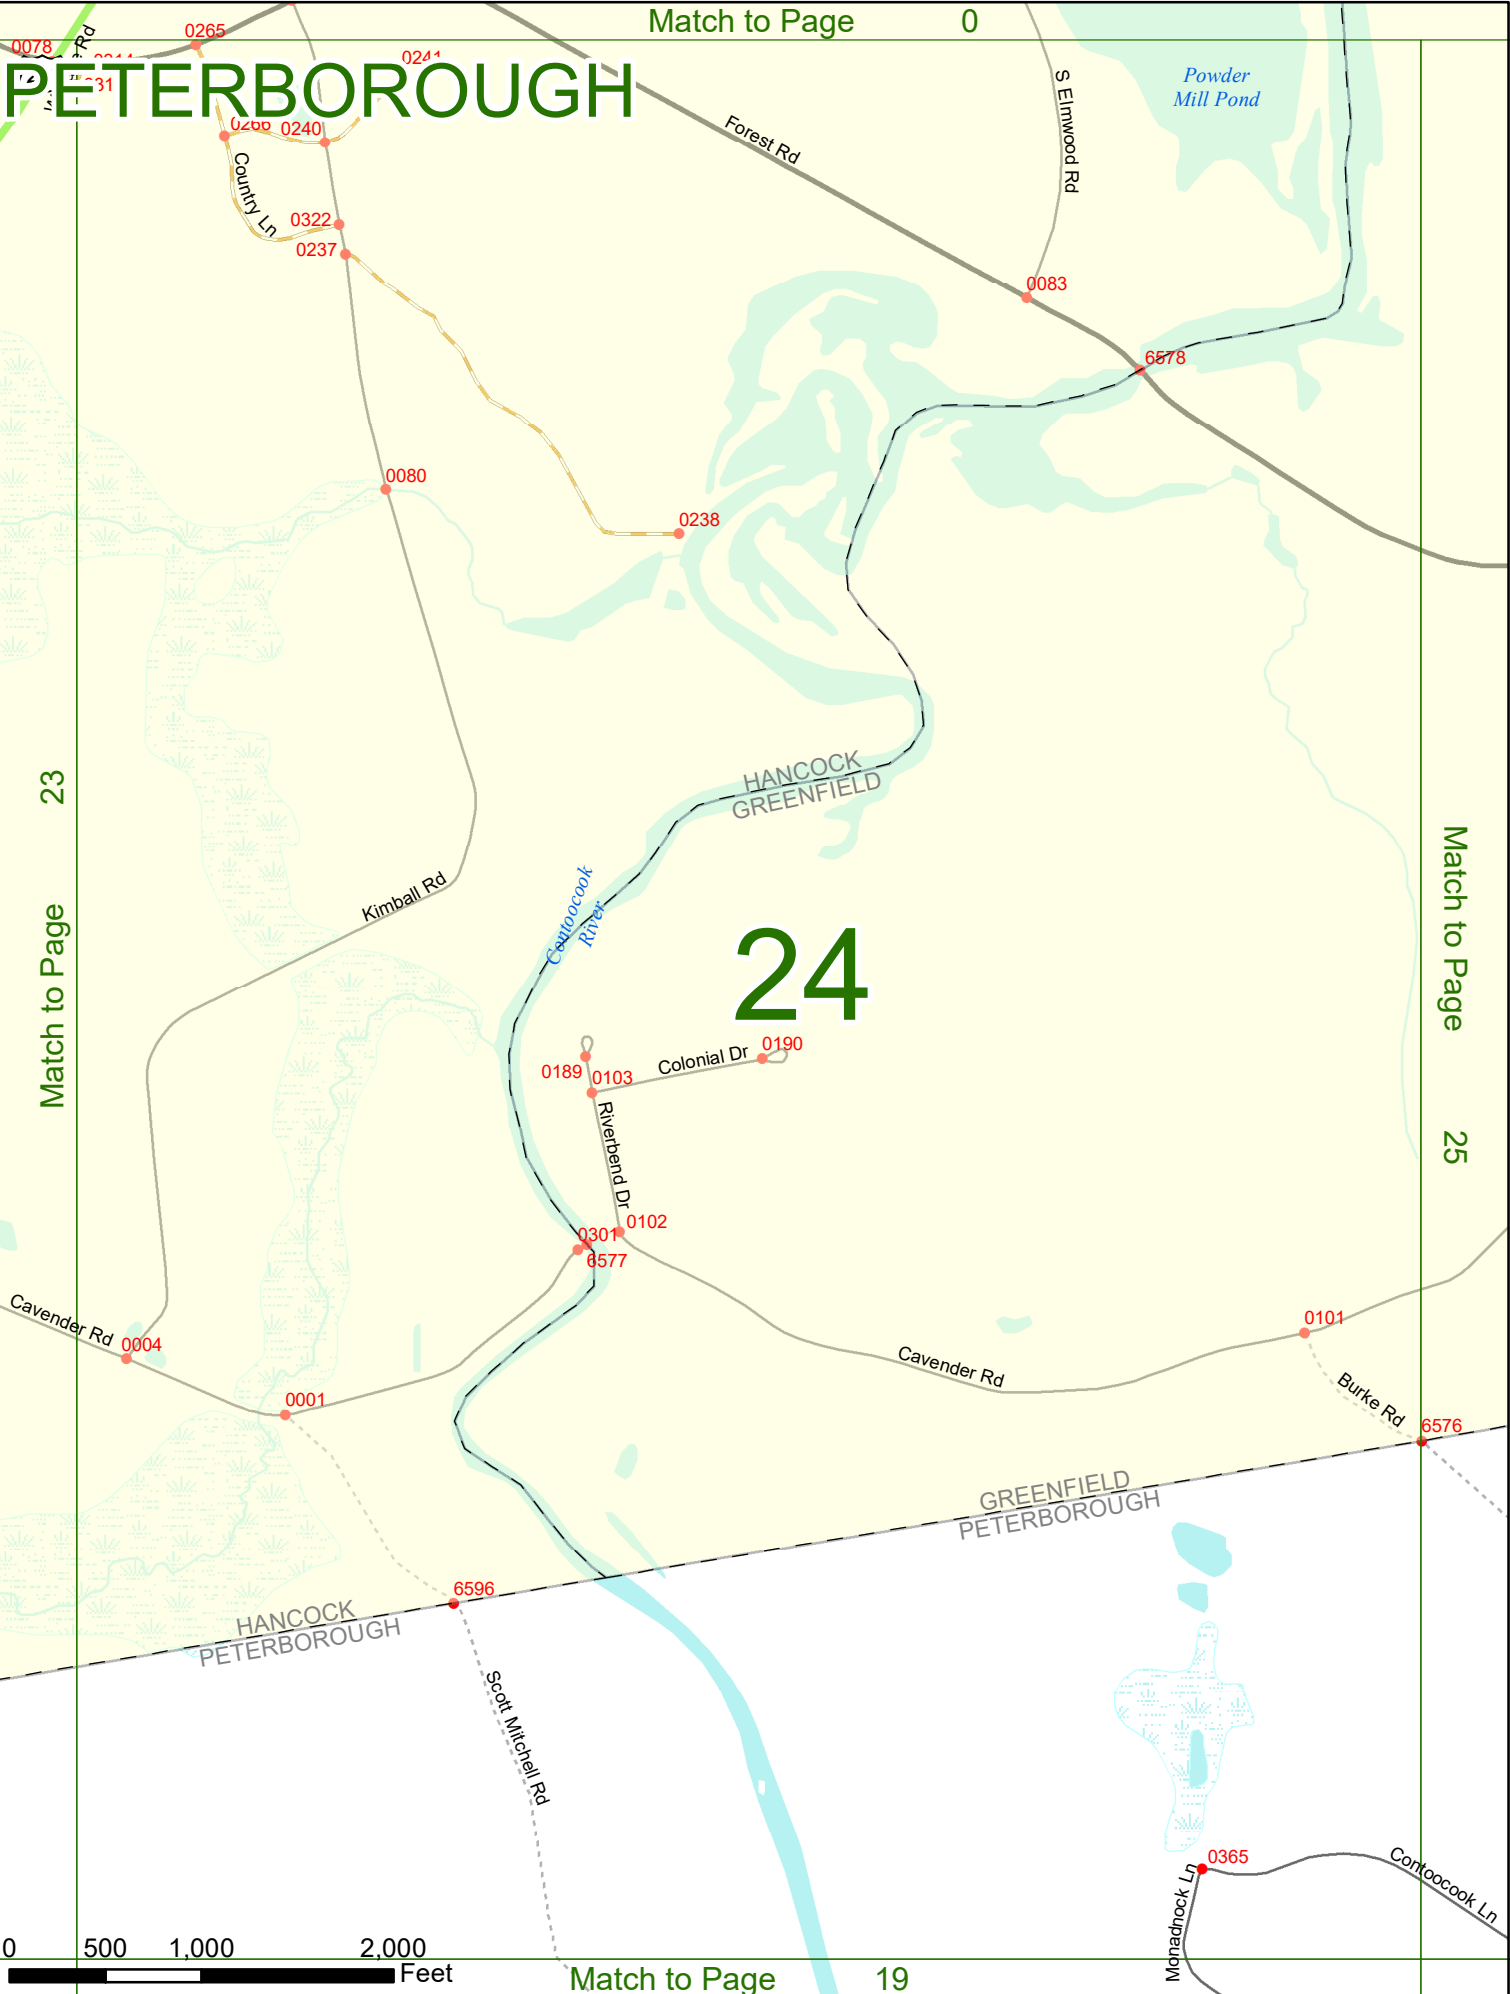 Match to Page 0
0265
0078
0241
PETERBOROUGH
Powder
Mill Pond
S Elmwood Rd
Forest Rd
0266
0240
Country Ln
0322
0237
0083
6578
0080
0238
HANCOCK
GREENFIELD
Match to Page 23
Match to Page 25
Kimball Rd
Contoocook
River
24
0190
Colonial Dr
0189
0103
Riverbend Dr
0102
0301
6577
Cavender Rd
0004
0101
Cavender Rd
Burke Rd
0001
6576
GREENFIELD
PETERBOROUGH
6596
HANCOCK
PETERBOROUGH
Scott Mitchell Rd
0365
Monadnock Ln
Contoocook Ln
0 500 1,000 2,000
Feet
Match to Page 19